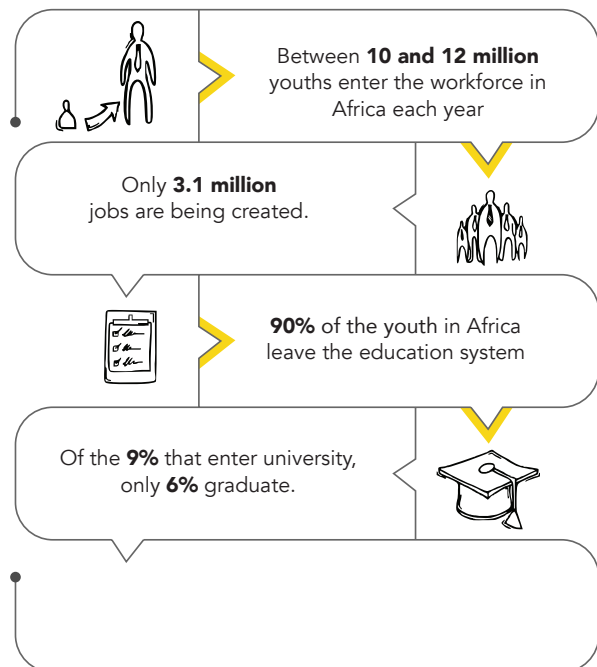 Between 10 and 12 million
youths enter the workforce in
Africa each year
Only 3.1 million
jobs are being created.
90% of the youth in Africa
leave the education system
Of the 9% that enter university,
only 6% graduate.